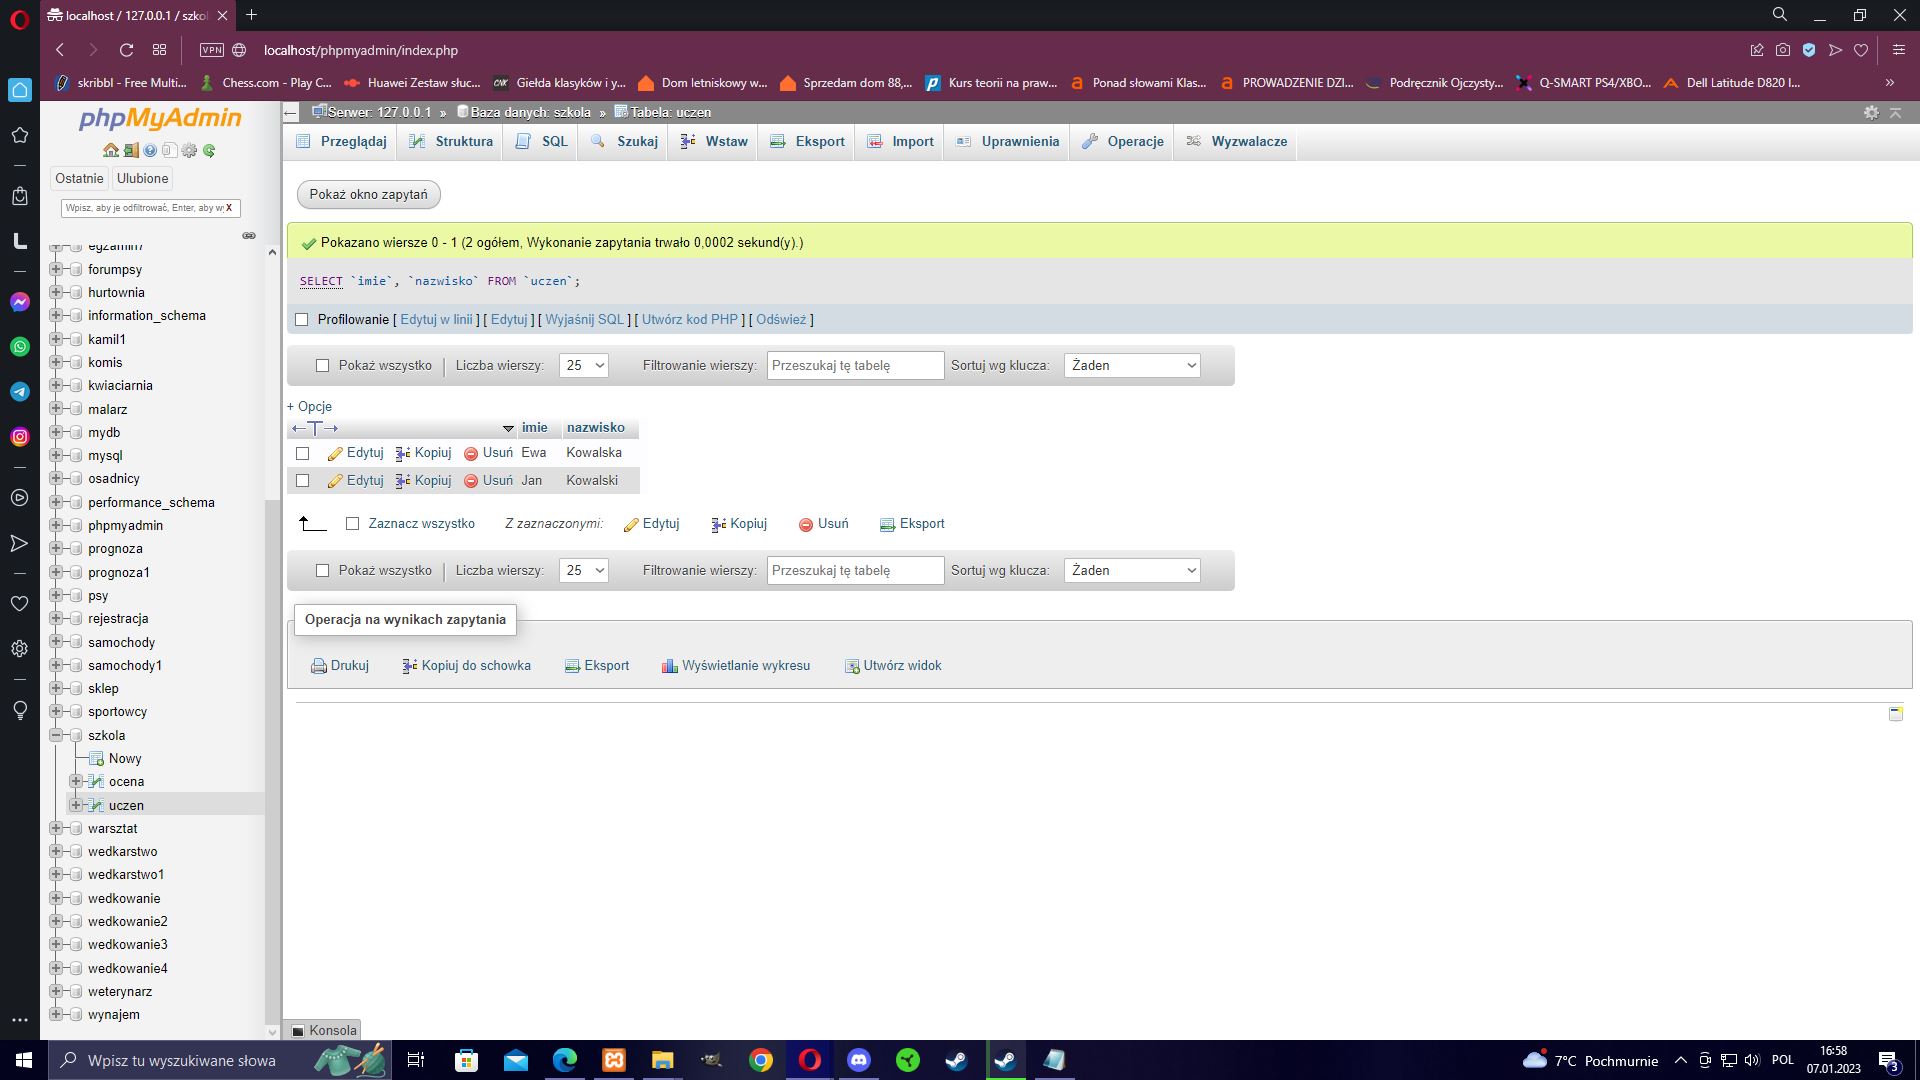 localhost / 127.0.0.1 / szkol
VPN
localhost/phpmyadmin/index.php
skribbl - Free Multi...
Chess.com - Play C...
Huawei Zestaw słuc...
Giełda klasyków i y...
Dom letniskowy w...
Sprzedam dom 88,...
Kurs teorii na praw...
Ponad słowami Klas...
PROWADZENIE DZI...
Podręcznik Ojczysty...
Q-SMART PS4/XBO...
Dell Latitude D820 I...
phpMyAdmin
Ostatnie Ulubione
Wpisz, aby je odfiltrować, Enter, aby w X
egzamin7
forumpsy
hurtownia
information_schema
kamil1
komis
kwiaciarnia
malarz
mydb
mysql
osadnicy
performance_schema
phpmyadmin
prognoza
prognoza1
psy
rejestracja
samochody
samochody1
sklep
sportowcy
szkola
Nowy
ocena
uczen
warsztat
wedkarstwo
wedkarstwo1
wedkowanie
wedkowanie2
wedkowanie3
wedkowanie4
weterynarz
wynajem
Serwer: 127.0.0.1 » Baza danych: szkola » Tabela: uczen
Przeglądaj Struktura SQL Szukaj Wstaw Eksport Import Uprawnienia Operacje Wyzwalacze
Pokaż okno zapytań
Pokazano wiersze 0 - 1 (2 ogółem, Wykonanie zapytania trwało 0,0002 sekund(y).)
SELECT `imie`, `nazwisko` FROM `uczen`;
Profilowanie [ Edytuj w linii ] [ Edytuj ] [ Wyjaśnij SQL ] [ Utwórz kod PHP ] [ Odśwież ]
Pokaż wszystko | Liczba wierszy: 25 Filtrowanie wierszy: Przeszukaj tę tabelę Sortuj wg klucza: Żaden
+ Opcje
←T→ imie nazwisko
Edytuj Kopiuj Usuń Ewa Kowalska
Edytuj Kopiuj Usuń Jan Kowalski
Zaznacz wszystko Z zaznaczonymi: Edytuj Kopiuj Usuń Eksport
Pokaż wszystko | Liczba wierszy: 25 Filtrowanie wierszy: Przeszukaj tę tabelę Sortuj wg klucza: Żaden
Operacja na wynikach zapytania
Drukuj Kopiuj do schowka Eksport Wyświetlanie wykresu Utwórz widok
Konsola
Wpisz tu wyszukiwane słowa
7°C Pochmurnie
POL
16:58
07.01.2023
3